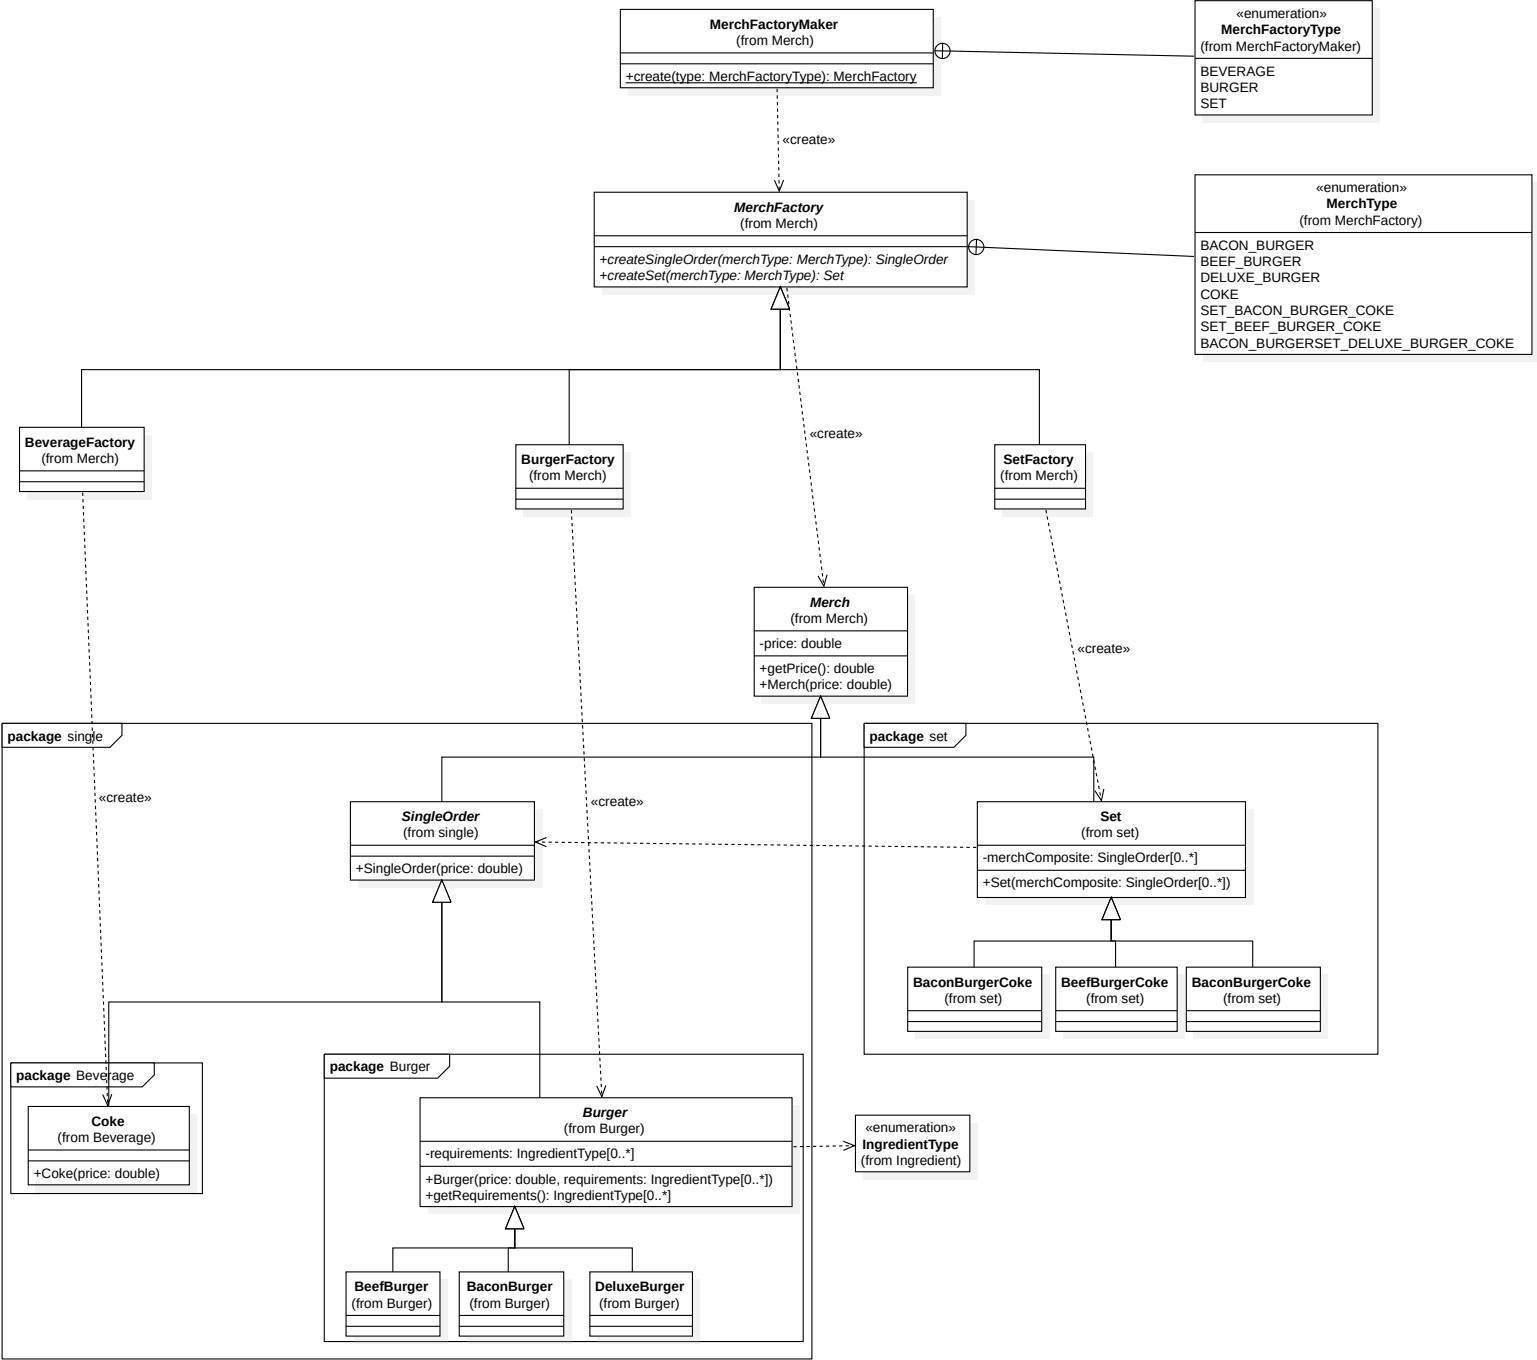 MerchFactoryMaker
(from Merch)
+create(type: MerchFactoryType): MerchFactory
«enumeration»
MerchFactoryType
(from MerchFactoryMaker)
BEVERAGE
BURGER
SET
«create»
MerchFactory
(from Merch)
+createSingleOrder(merchType: MerchType): SingleOrder
+createSet(merchType: MerchType): Set
«enumeration»
MerchType
(from MerchFactory)
BACON_BURGER
BEEF_BURGER
DELUXE_BURGER
COKE
SET_BACON_BURGER_COKE
SET_BEEF_BURGER_COKE
BACON_BURGERSET_DELUXE_BURGER_COKE
BeverageFactory
(from Merch)
BurgerFactory
(from Merch)
«create»
SetFactory
(from Merch)
Merch
(from Merch)
-price: double
+getPrice(): double
+Merch(price: double)
«create»
package single
package set
«create»
SingleOrder
(from single)
+SingleOrder(price: double)
«create»
Set
(from set)
-merchComposite: SingleOrder[0..*]
+Set(merchComposite: SingleOrder[0..*])
BaconBurgerCoke
(from set)
BeefBurgerCoke
(from set)
BaconBurgerCoke
(from set)
package Beverage
Coke
(from Beverage)
+Coke(price: double)
package Burger
Burger
(from Burger)
-requirements: IngredientType[0..*]
+Burger(price: double, requirements: IngredientType[0..*])
+getRequirements(): IngredientType[0..*]
«enumeration»
IngredientType
(from Ingredient)
BeefBurger
(from Burger)
BaconBurger
(from Burger)
DeluxeBurger
(from Burger)